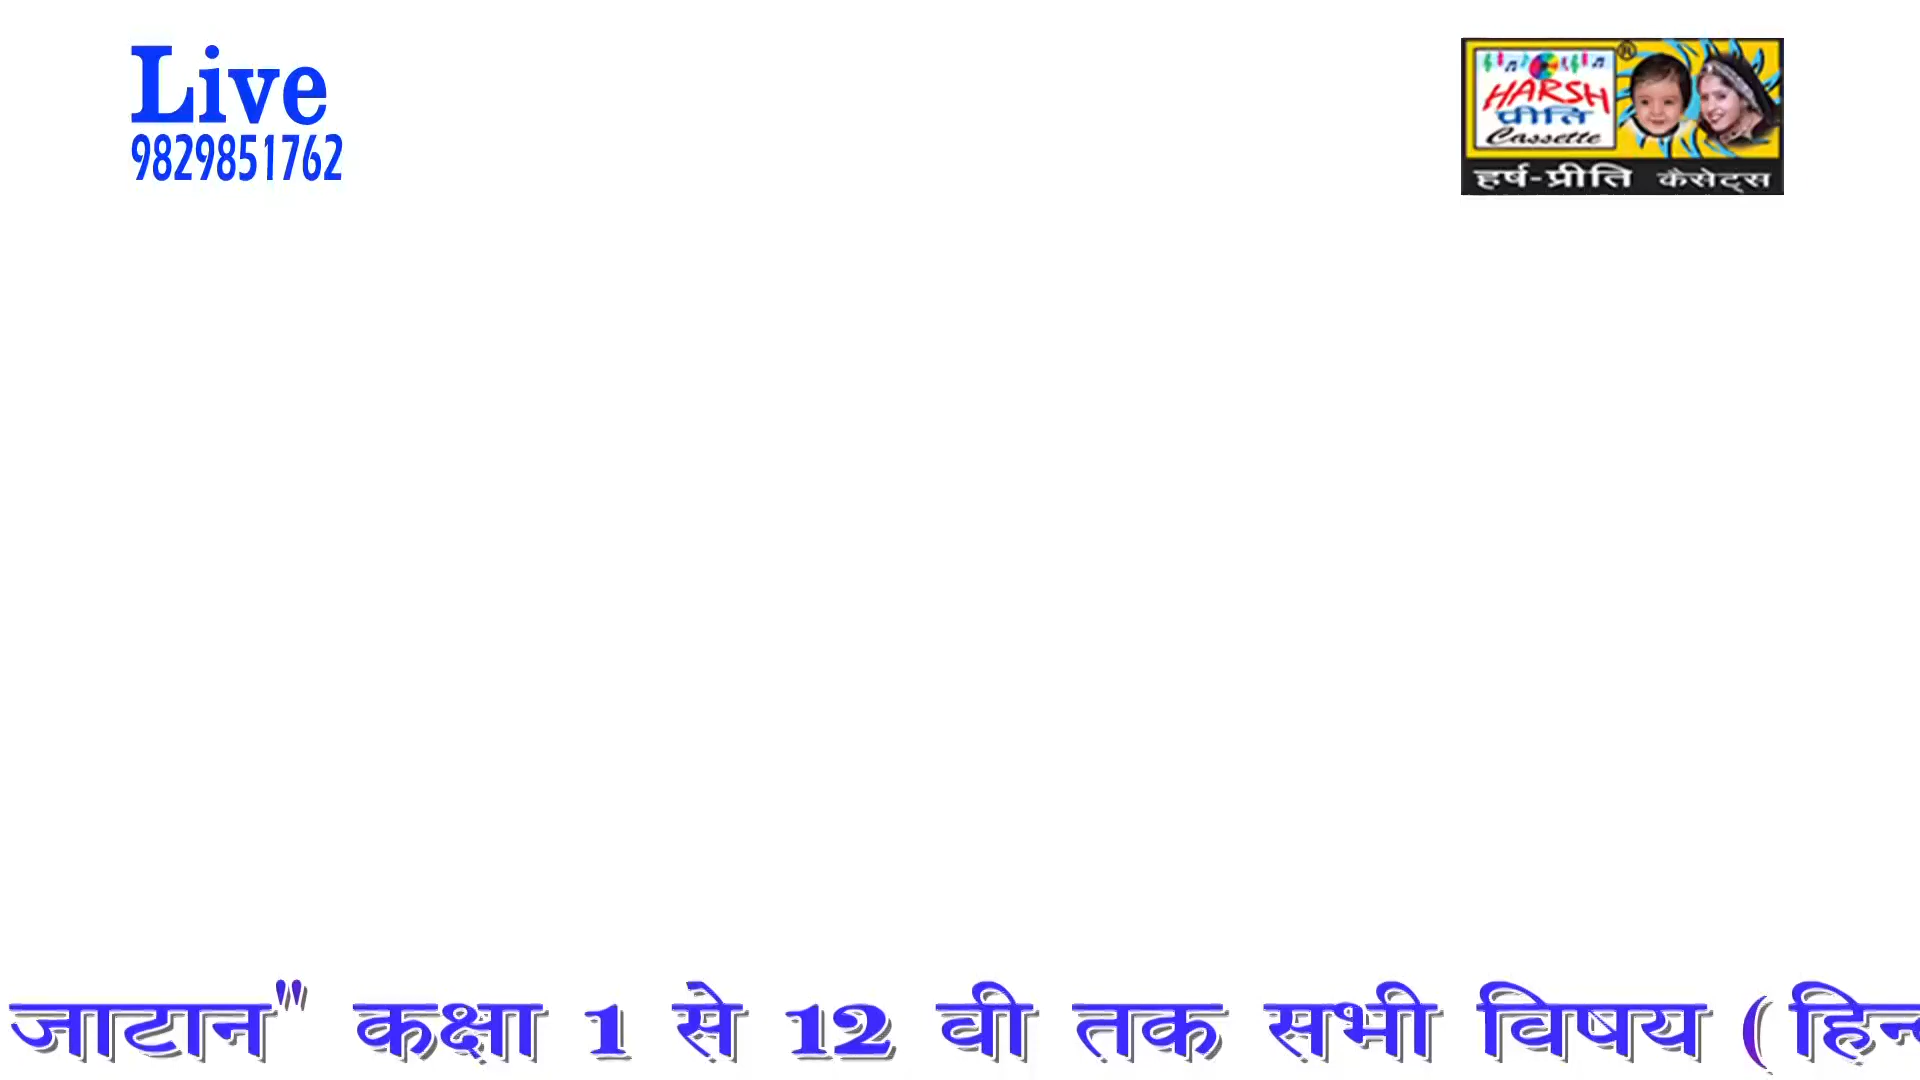 Live
9829851762
HARSH
प्रीति
Cassette
हर्ष-प्रीति कैसेट्स
जाटान" कक्षा 1 से 12 वी तक सभी विषय (